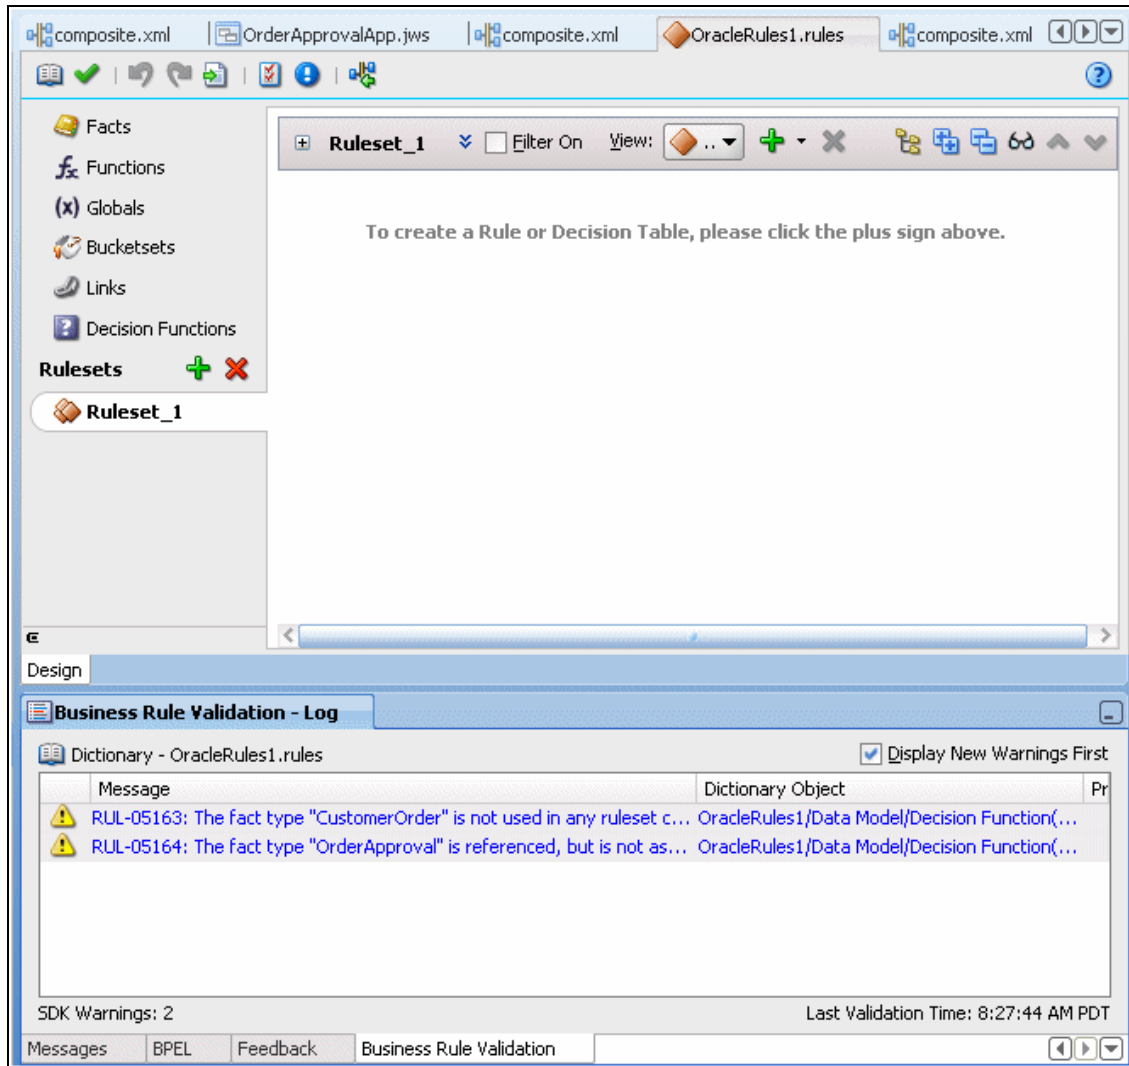 composite.xml OrderApprovalApp.jws composite.xml OracleRules1.rules composite.xml
Facts
Functions
(x) Globals
Bucketsets
Links
Decision Functions
Rulesets
Ruleset_1
Ruleset_1 Filter On View: ..
To create a Rule or Decision Table, please click the plus sign above.
Design
Business Rule Validation - Log
Dictionary - OracleRules1.rules Display New Warnings First
Message Dictionary Object Pr
RUL-05163: The fact type "CustomerOrder" is not used in any ruleset c... OracleRules1/Data Model/Decision Function(...
RUL-05164: The fact type "OrderApproval" is referenced, but is not as... OracleRules1/Data Model/Decision Function(...
SDK Warnings: 2 Last Validation Time: 8:27:44 AM PDT
Messages BPEL Feedback Business Rule Validation